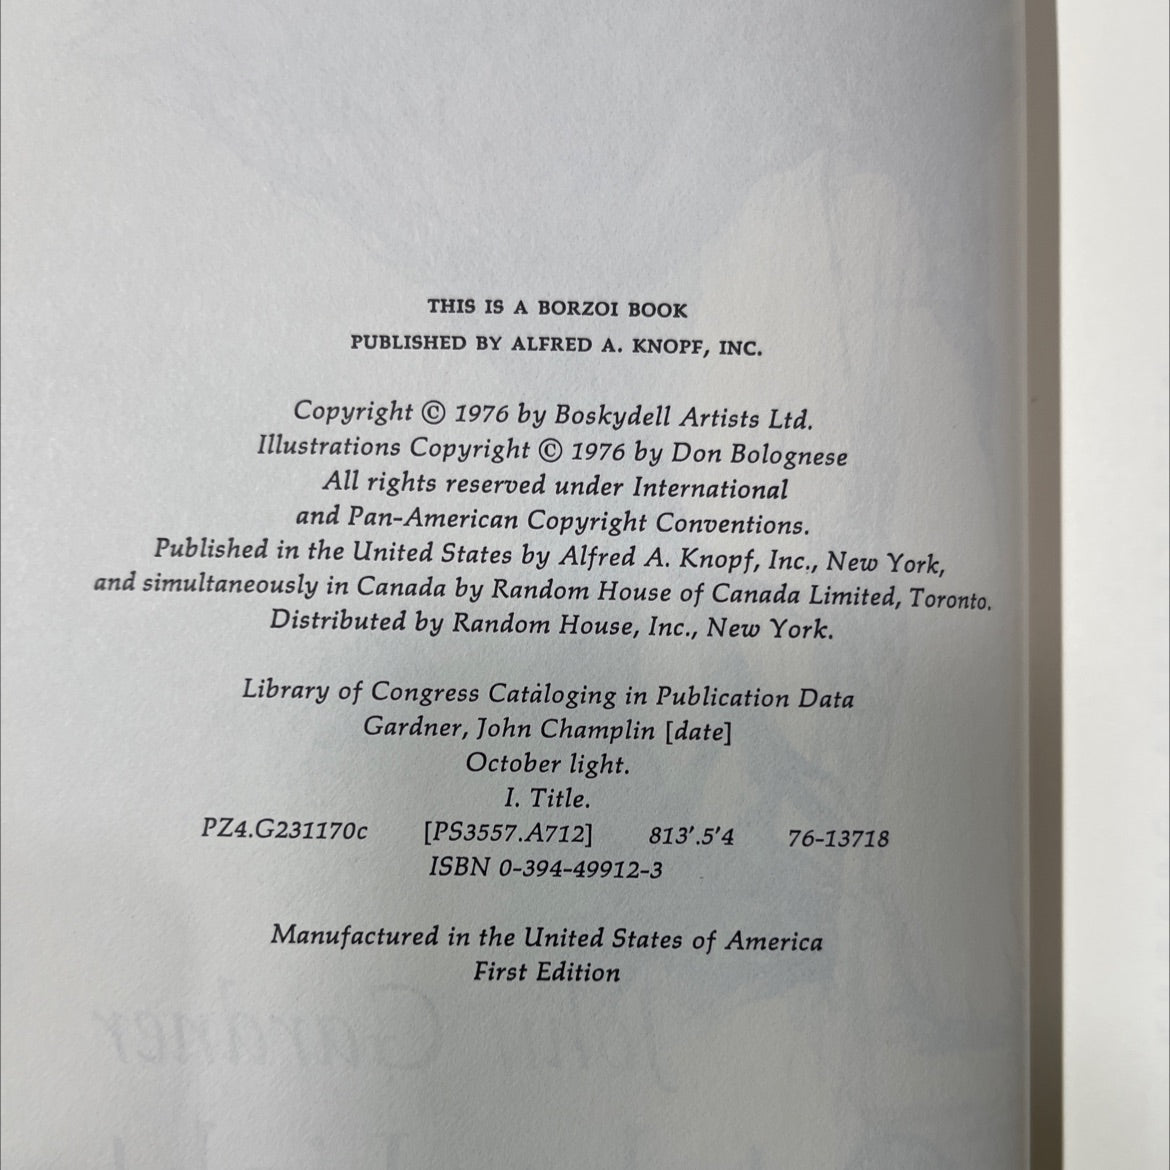 THIS IS A BORZOI BOOK
PUBLISHED BY ALFRED A. KNOPF, INC.
Copyright © 1976 by Boskydell Artists Ltd.
Illustrations Copyright © 1976 by Don Bolognese
All rights reserved under International
and Pan-American Copyright Conventions.
Published in the United States by Alfred A. Knopf, Inc., New York,
and simultaneously in Canada by Random House of Canada Limited, Toronto.
Distributed by Random House, Inc., New York.
Library of Congress Cataloging in Publication Data
Gardner, John Champlin [date]
October light.
I. Title.
PZ4.G23117Oc [PS3557.A712] 813'.5'4 76-13718
ISBN 0-394-49912-3
Manufactured in the United States of America
First Edition
John Gardner